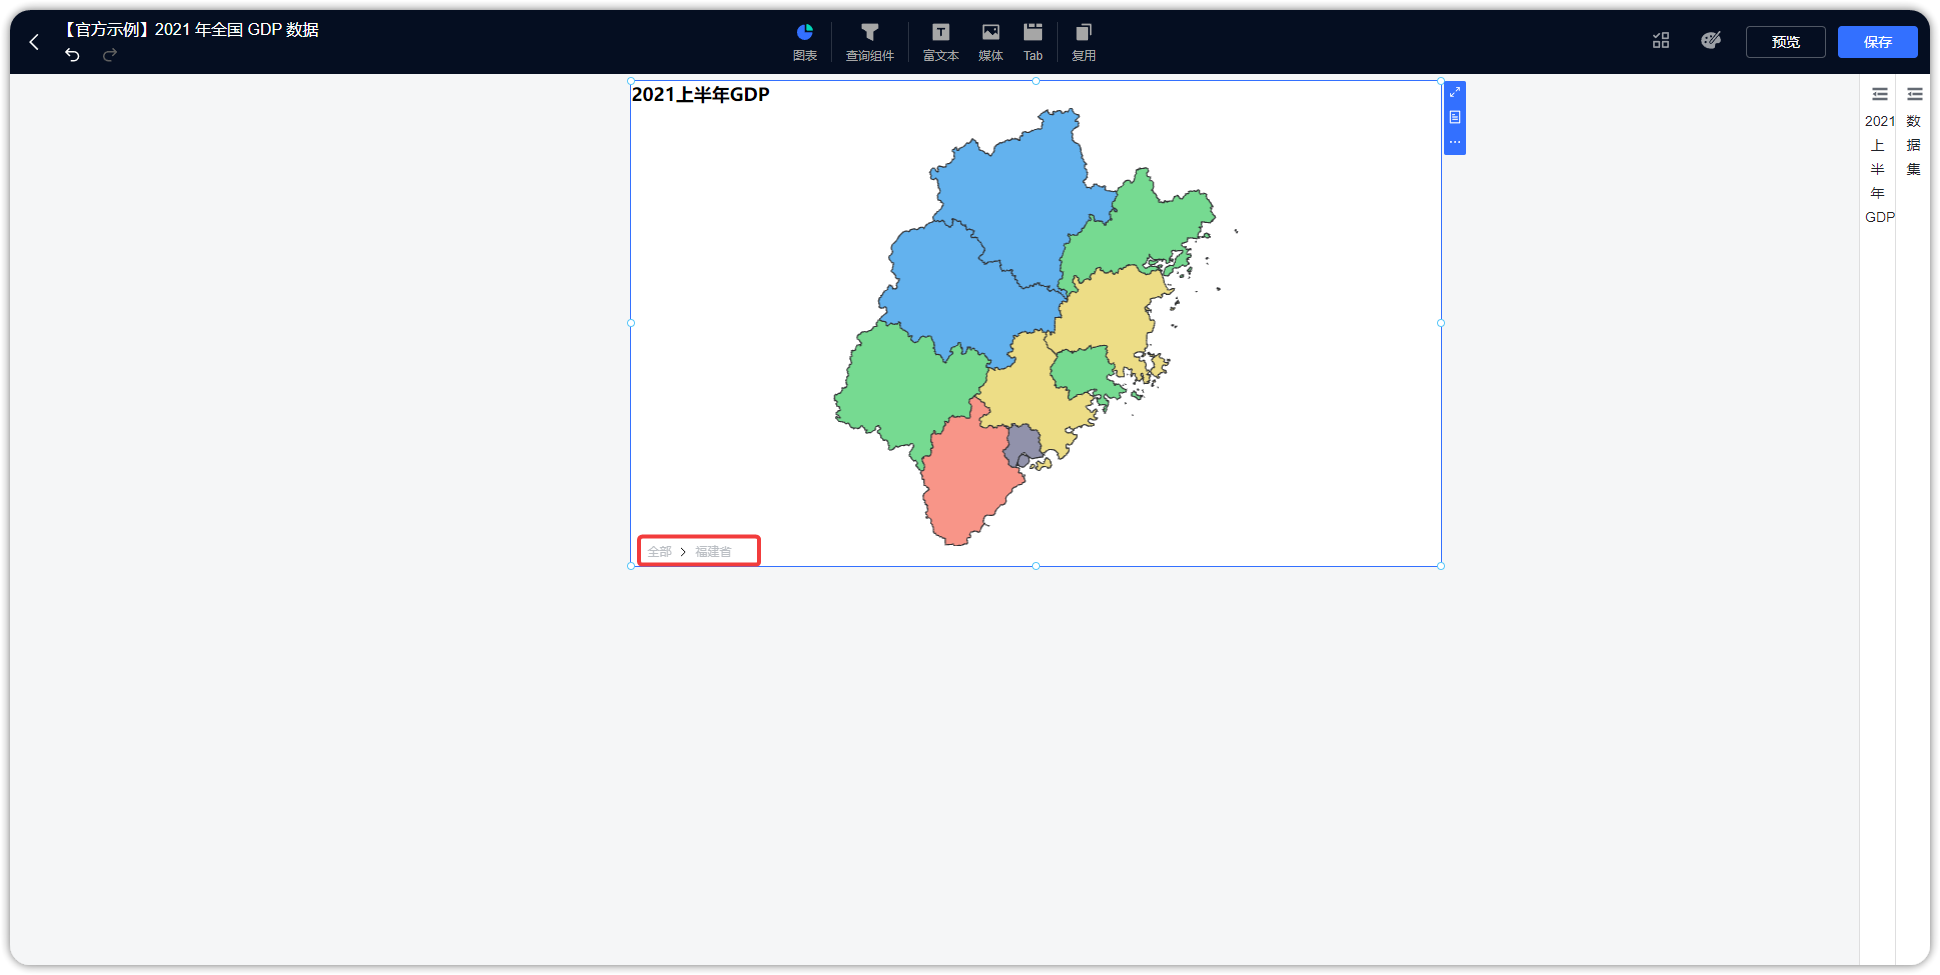 【官方示例】2021 年全国 GDP 数据
图表
查询组件
富文本
媒体
Tab
复用
预览
保存
2021上半年GDP
全部 > 福建省
2021
上
半
年
GDP
数
据
集